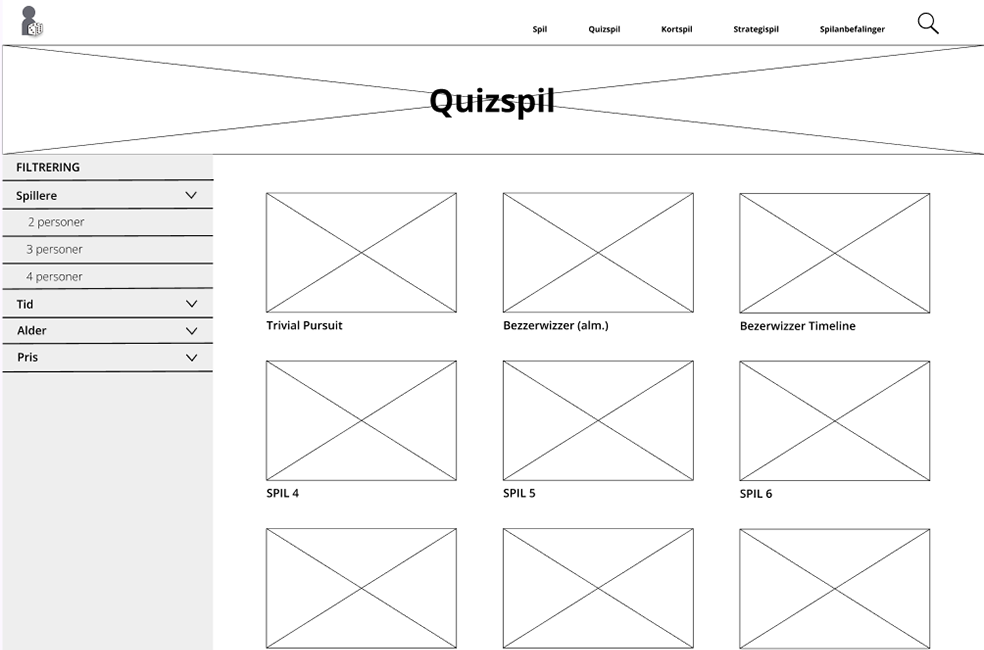 Spil Quizspil Kortspil Strategispil Spilanbefalinger
Quizspil
FILTRERING
Spillere
2 personer
3 personer
4 personer
Tid
Alder
Pris
Trivial Pursuit
Bezzerwizzer (alm.)
Bezerwizzer Timeline
SPIL 4
SPIL 5
SPIL 6